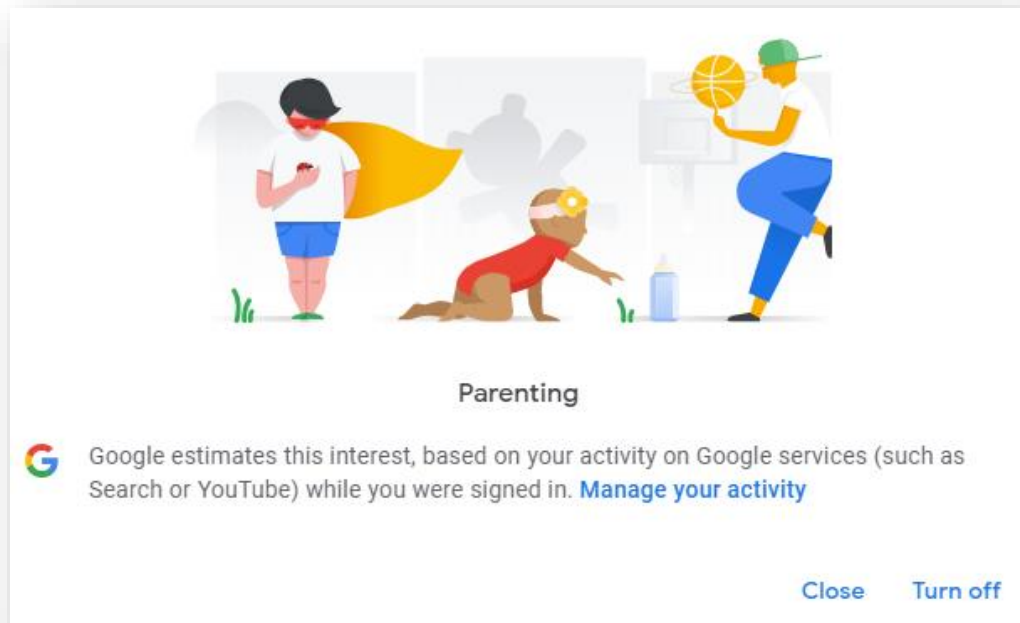 Parenting
Google estimates this interest, based on your activity on Google services (such as
Search or YouTube) while you were signed in. Manage your activity
Close Turn off